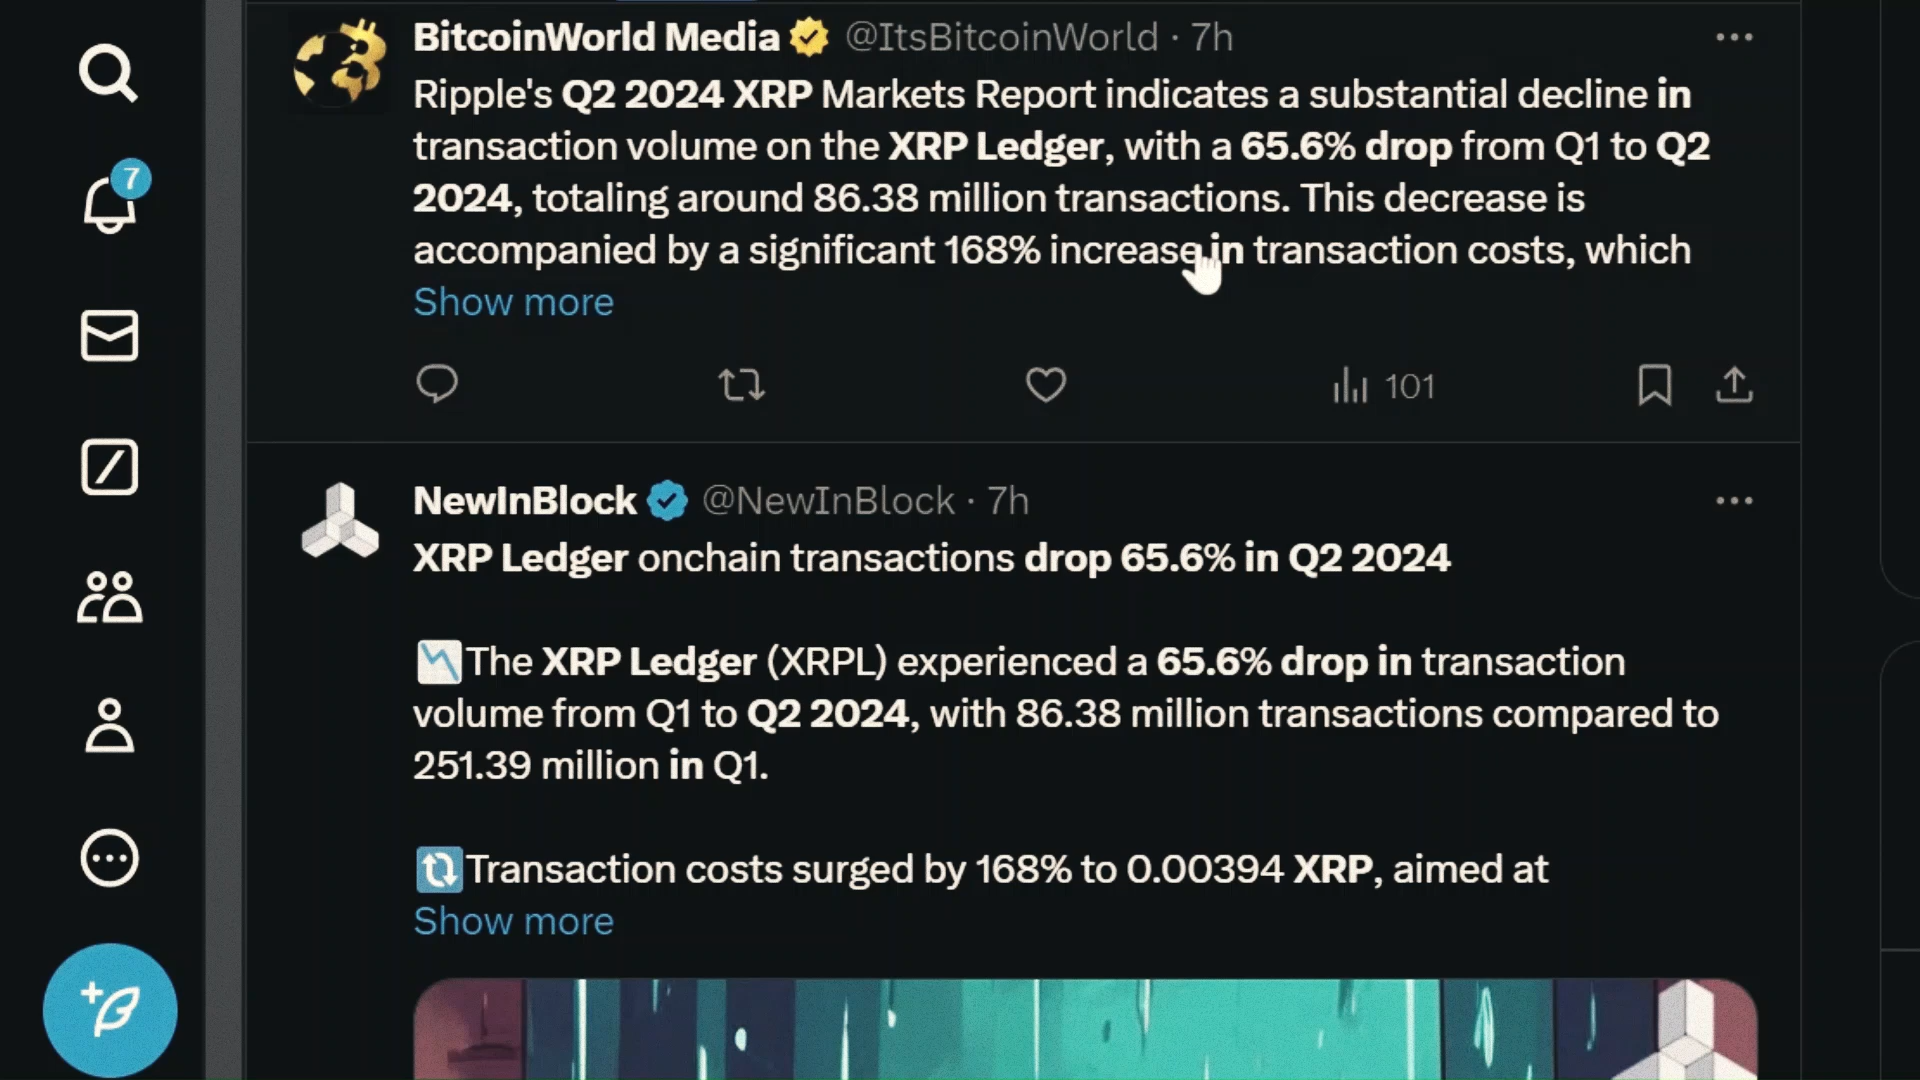 BitcoinWorld Media @ItsBitcoinWorld · 7h
Ripple's Q2 2024 XRP Markets Report indicates a substantial decline in
transaction volume on the XRP Ledger, with a 65.6% drop from Q1 to Q2
2024, totaling around 86.38 million transactions. This decrease is
accompanied by a significant 168% increase in transaction costs, which
Show more
101
7
NewInBlock @NewInBlock · 7h
XRP Ledger onchain transactions drop 65.6% in Q2 2024
The XRP Ledger (XRPL) experienced a 65.6% drop in transaction
volume from Q1 to Q2 2024, with 86.38 million transactions compared to
251.39 million in Q1.
Transaction costs surged by 168% to 0.00394 XRP, aimed at
Show more